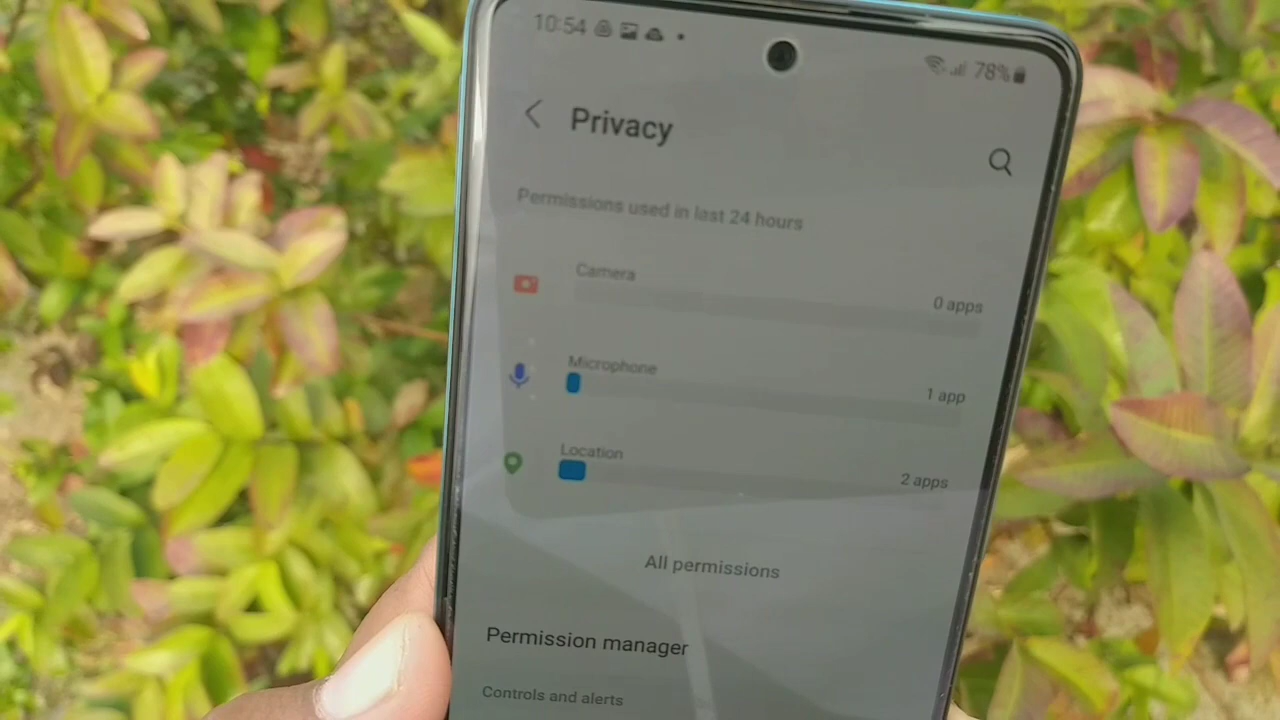 10:54
78%
Privacy
Permissions used in last 24 hours
Camera
0 apps
Microphone
1 app
Location
2 apps
All permissions
Permission manager
Controls and alerts